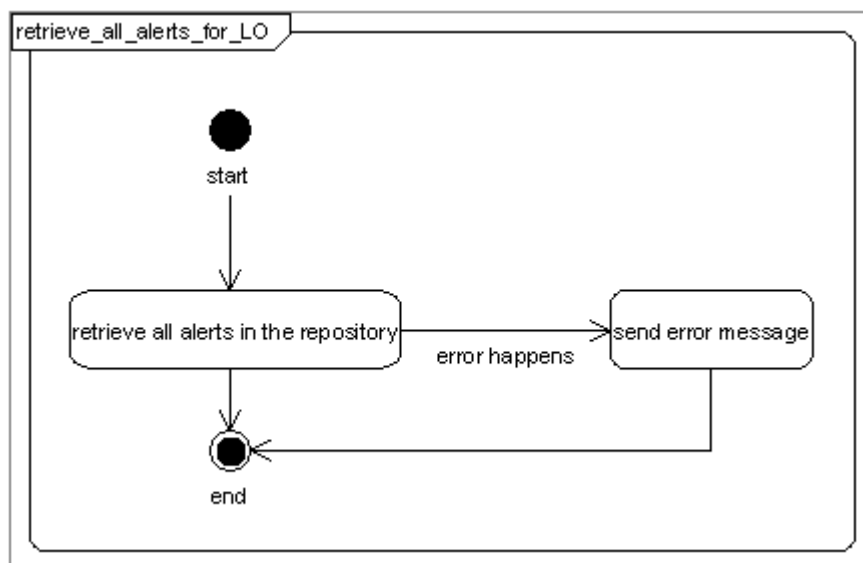 retrieve_all_alerts_for_LO
start
retrieve all alerts in the repository
error happens
send error message
end